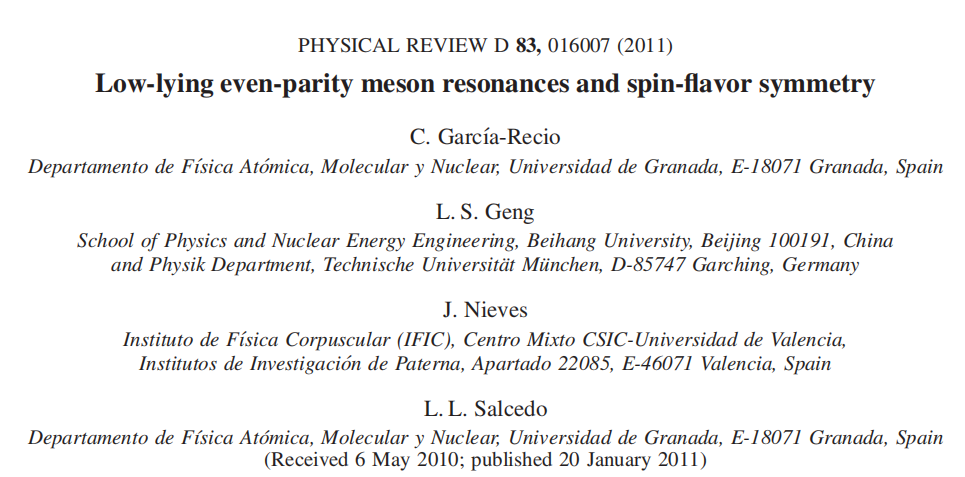 PHYSICAL REVIEW D 83, 016007 (2011)
Low-lying even-parity meson resonances and spin-flavor symmetry
C. García-Recio
Departamento de Física Atómica, Molecular y Nuclear, Universidad de Granada, E-18071 Granada, Spain
L. S. Geng
School of Physics and Nuclear Energy Engineering, Beihang University, Beijing 100191, China
and Physik Department, Technische Universität München, D-85747 Garching, Germany
J. Nieves
Instituto de Física Corpuscular (IFIC), Centro Mixto CSIC-Universidad de Valencia,
Institutos de Investigación de Paterna, Apartado 22085, E-46071 Valencia, Spain
L. L. Salcedo
Departamento de Física Atómica, Molecular y Nuclear, Universidad de Granada, E-18071 Granada, Spain
(Received 6 May 2010; published 20 January 2011)